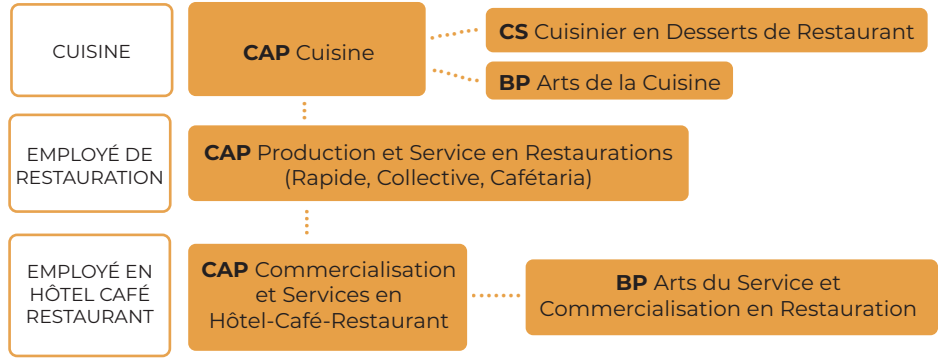 CUISINE
CAP Cuisine
CS Cuisinier en Desserts de Restaurant
BP Arts de la Cuisine
EMPLOYÉ DE
RESTAURATION
CAP Production et Service en Restaurations
(Rapide, Collective, Cafétaria)
EMPLOYÉ EN
HÔTEL CAFÉ
RESTAURANT
CAP Commercialisation
et Services en
Hôtel-Café-Restaurant
BP Arts du Service et
Commercialisation en Restauration